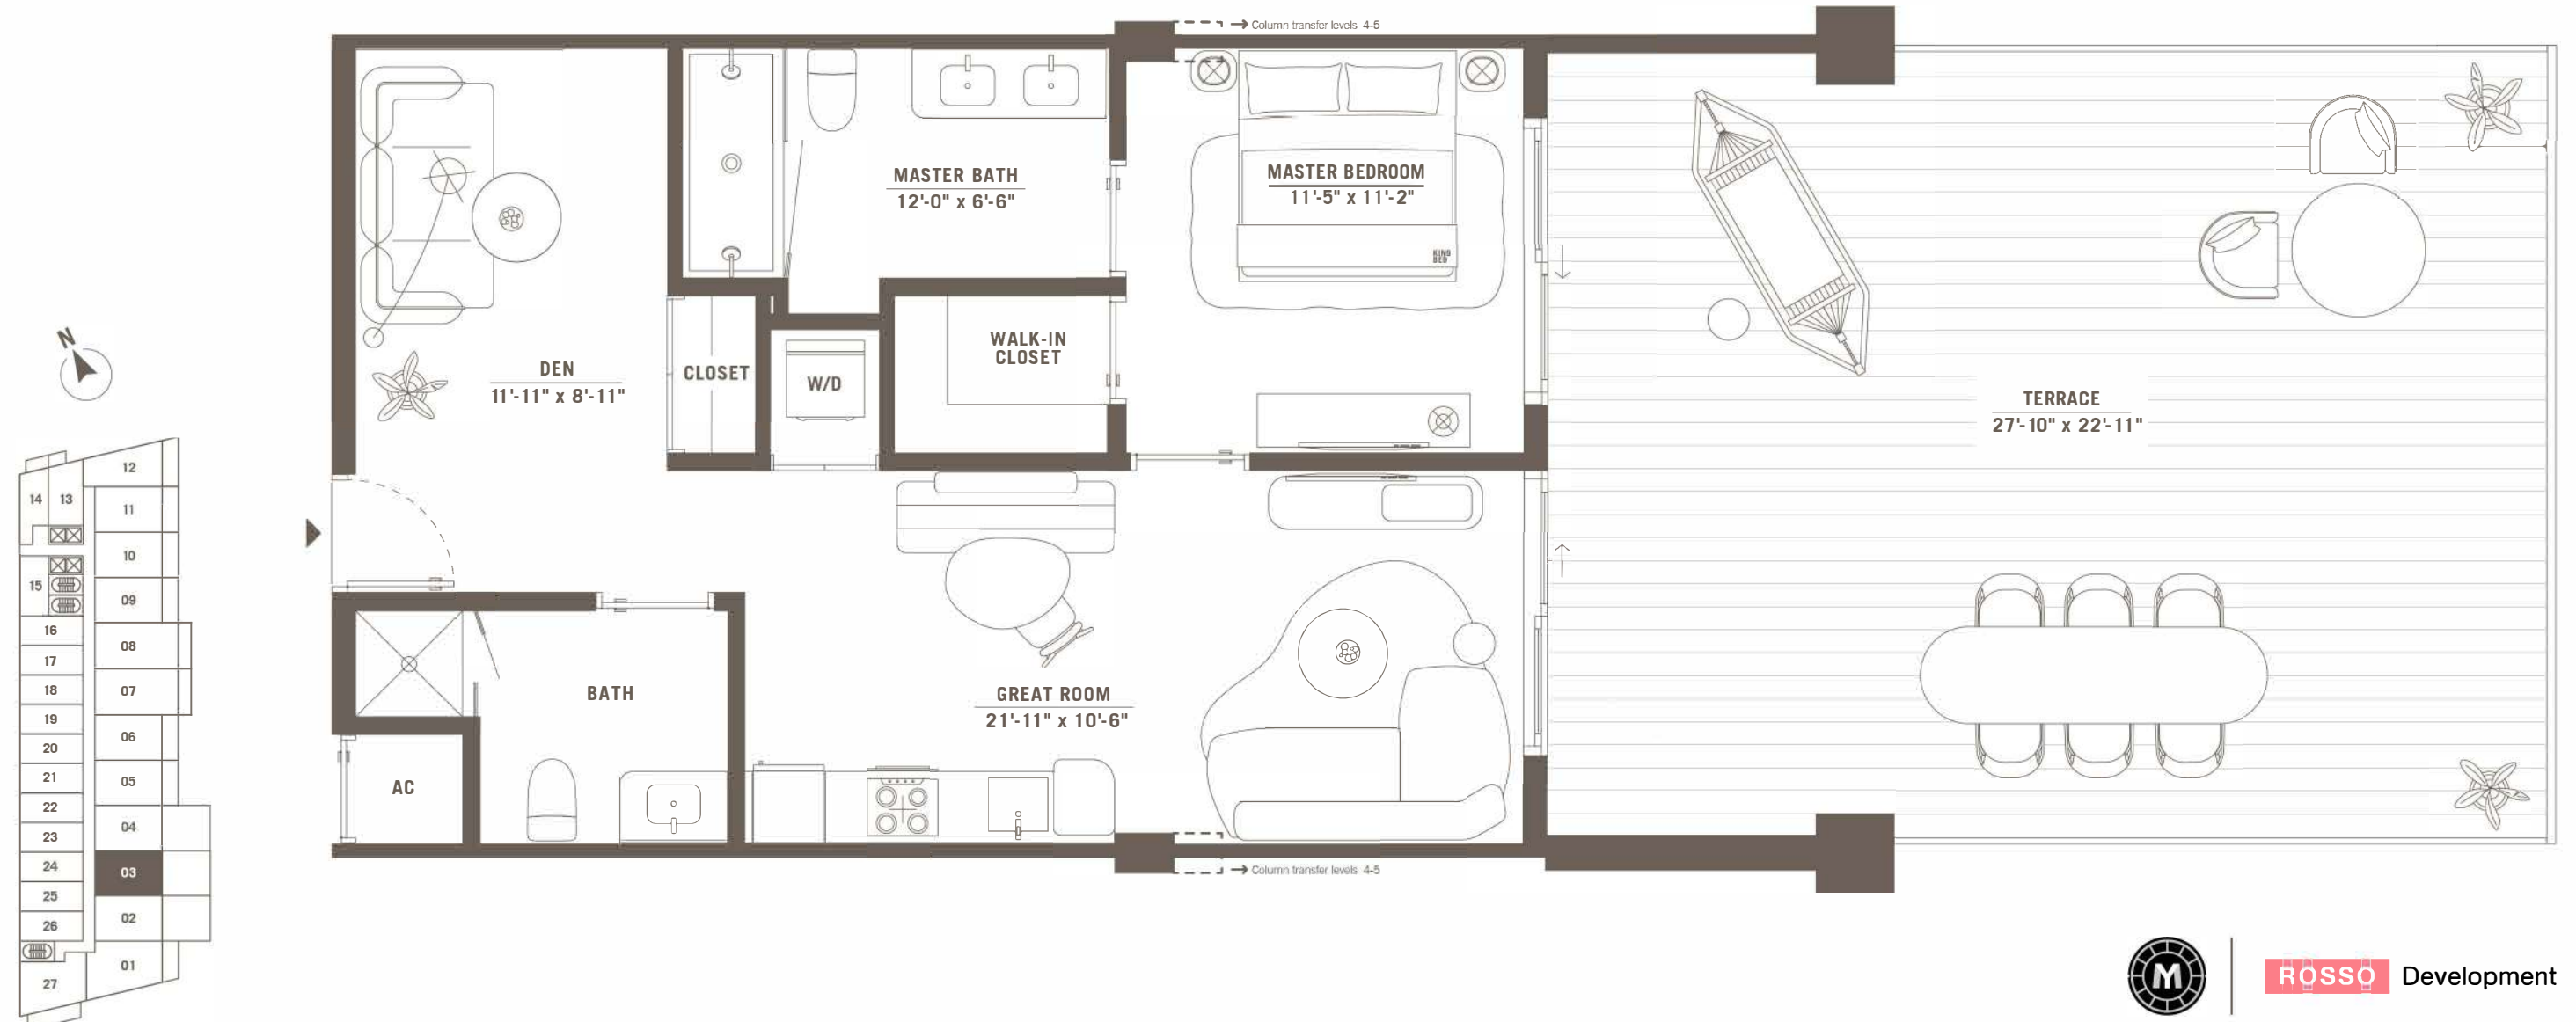 Column transfer levels 4-5
MASTER BATH
12'-0" x 6'-6"
MASTER BEDROOM
11'-5" x 11'-2"
KING
BED
WALK-IN
CLOSET
DEN
11'-11" x 8'-11"
CLOSET
W/D
TERRACE
27'-10" x 22'-11"
N
BATH
GREAT ROOM
21'-11" x 10'-6"
AC
Column transfer levels 4-5
12
14 13
11
10
15
09
16
08
17
18
07
19
06
20
21
05
22
04
23
24
03
25
02
26
01
27
M
ROSSO Development